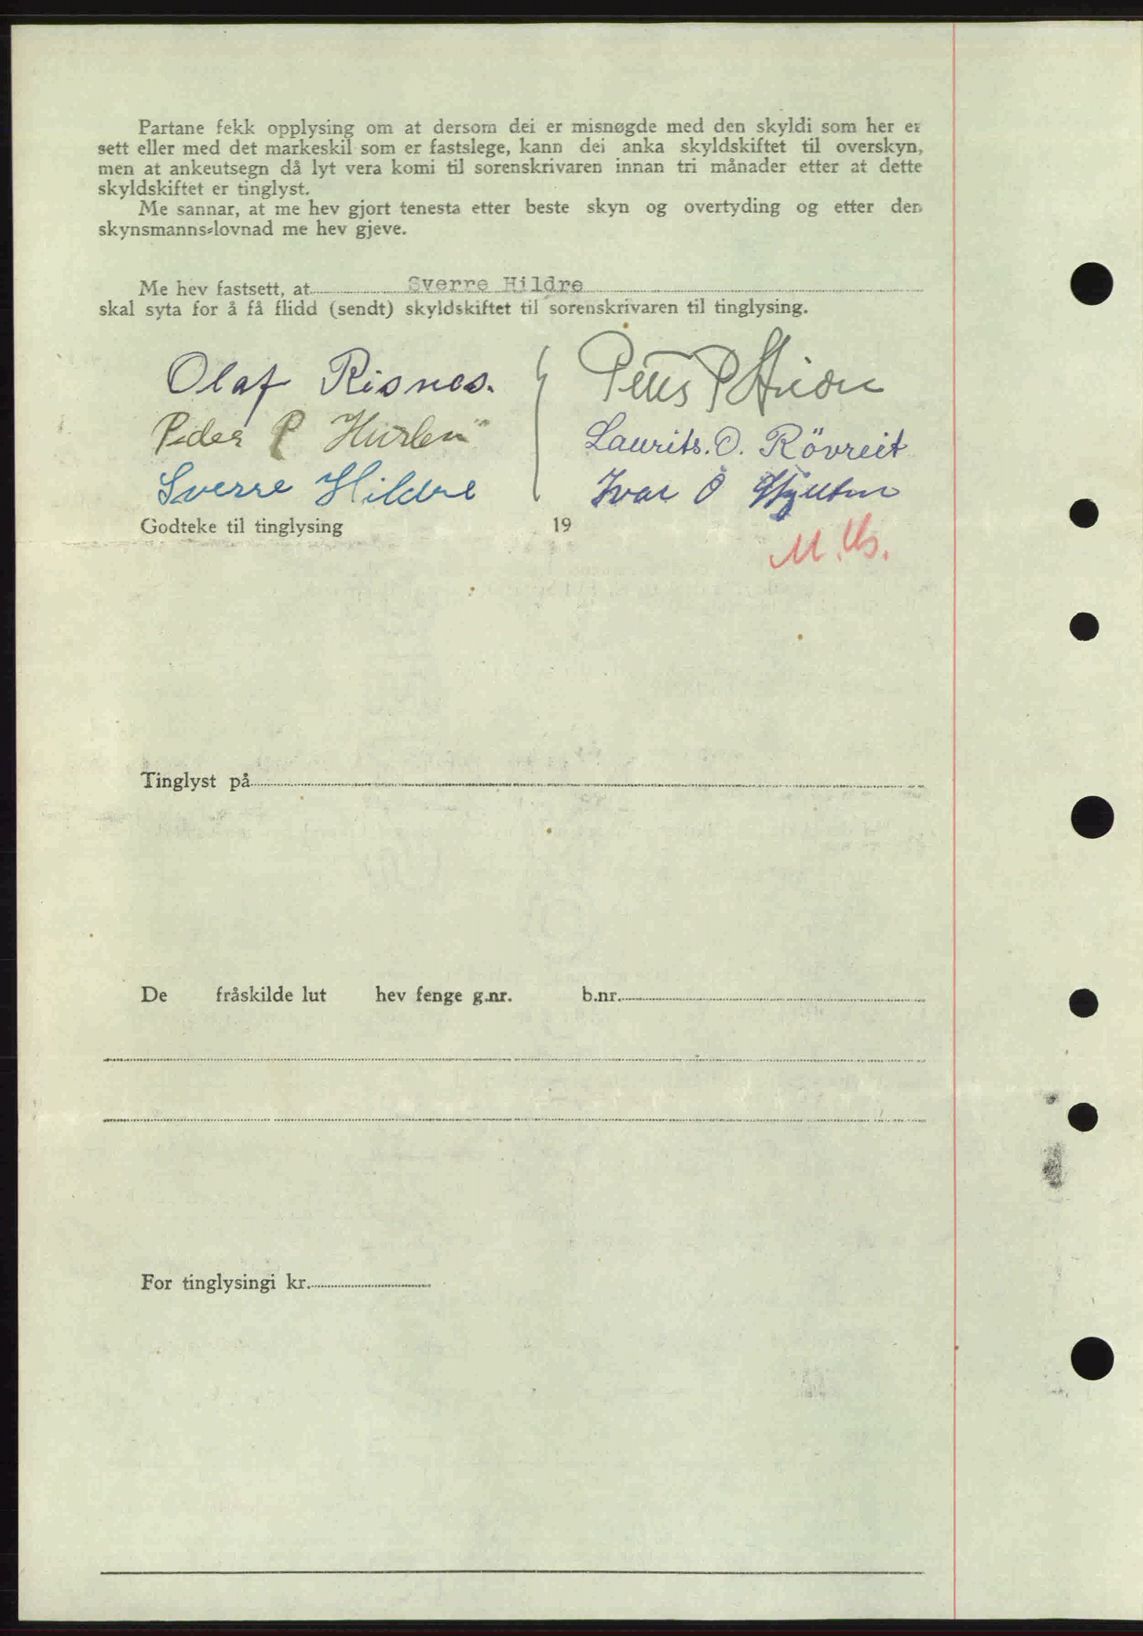 Partane fekk opplysing om at dersom dei er misnøgde med den skyldi som her er
sett eller med det markeskil som er fastslege, kann dei anka skyldskiftet til overskyn,
men at ankeutsegn då lyt vera komi til sorenskrivaren innan tri månader etter at dette
skyldskiftet er tinglyst.
Me sannar, at me hev gjort tenesta etter beste skyn og overtyding og etter den
skynsmanns-lovnad me hev gjeve.
Me hev fastsett, at Sverre Hildre
skal syta for å få flidd (sendt) skyldskiftet til sorenskrivaren til tinglysing.
Olaf Risnes.
Peder P
Sverre Hildre
Laurits. O. Rövreit
Ivar O
Godteke til tinglysing 19
Tinglyst på
De fråskilde lut hev fenge g.nr. b.nr.
For tinglysingi kr.